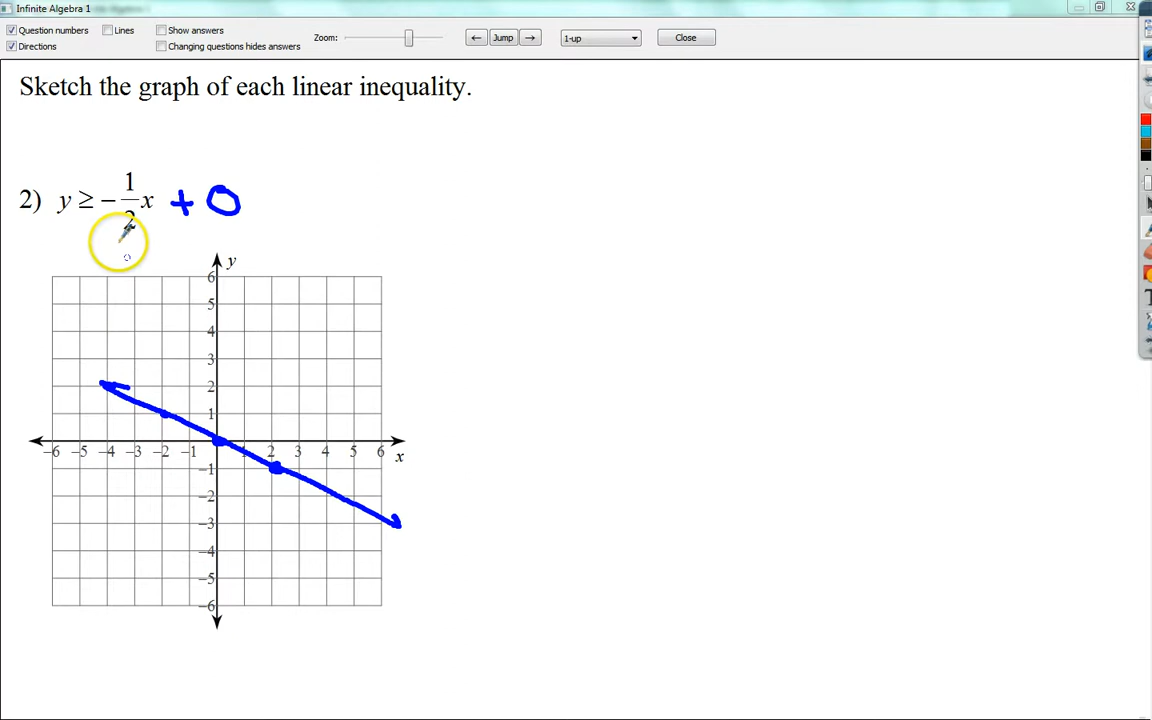 Infinite Algebra 1
Question numbers Lines Show answers
Directions Changing questions hides answers
Zoom: ← Jump → 1-up Close
Sketch the graph of each linear inequality.
2) y ≥ −1/2x + 0
y
6
5
4
3
2
1
−6 −5 −4 −3 −2 −1 1 2 3 4 5 6 x
−1
−2
−3
−4
−5
−6